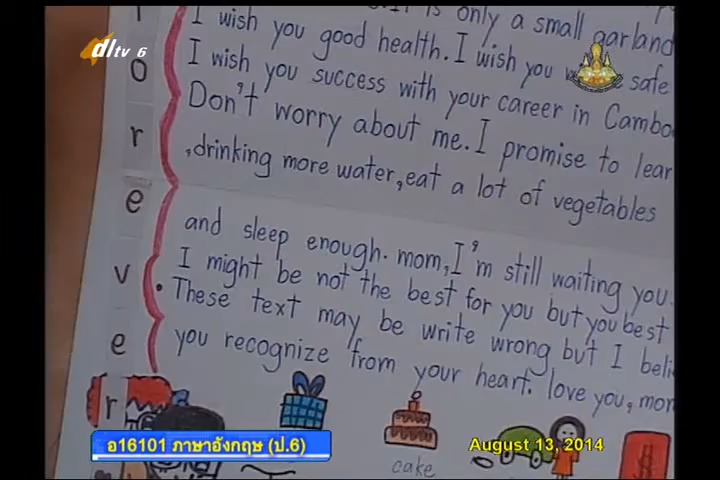 It is only a small garland
I wish you good health. I wish you safe
I wish you success with your career in
Don't worry about me. I promise to
,drinking more water, eat a lot of vegetables
and sleep enough. mom, I'm still waiting you.
I might be not the best for you but you best
These text may be write wrong but I
you recognize from your heart. love you,
o
r
e
v
e
r
cake
dltv 6
อ16101 ภาษาอังกฤษ (ป.6)
August 13, 2014